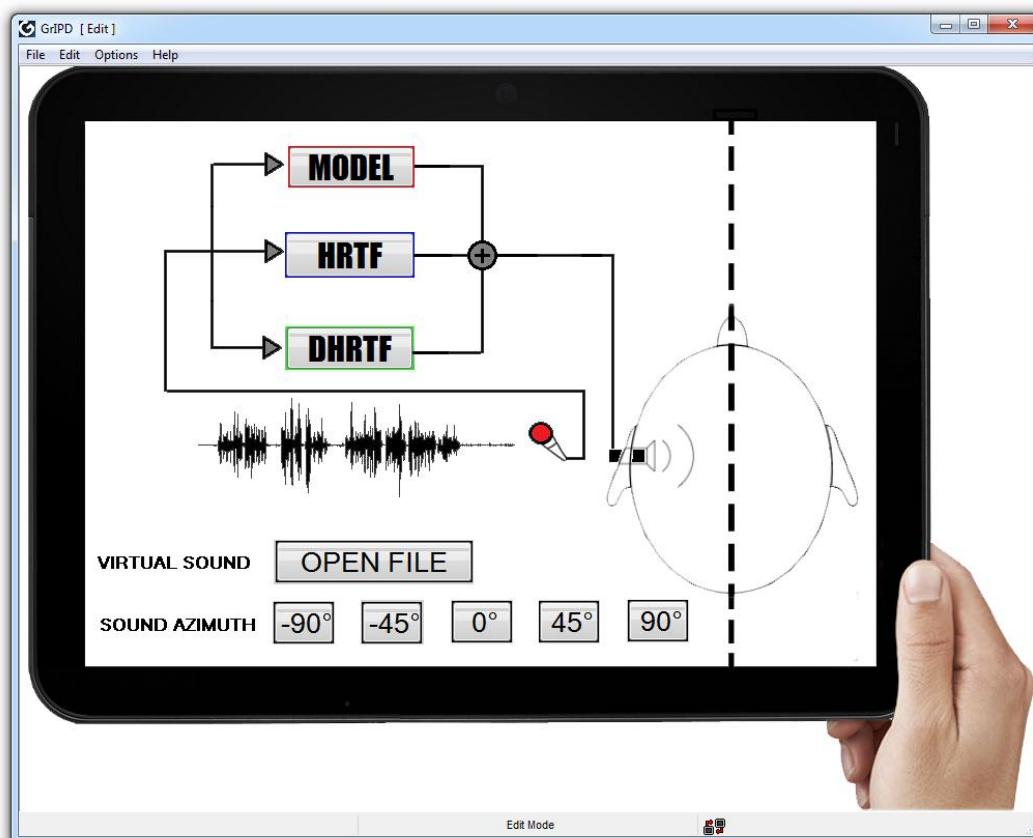 GrIPD [ Edit ]
File Edit Options Help
MODEL
HRTF
DHRTF
VIRTUAL SOUND OPEN FILE
SOUND AZIMUTH -90° -45° 0° 45° 90°
Edit Mode